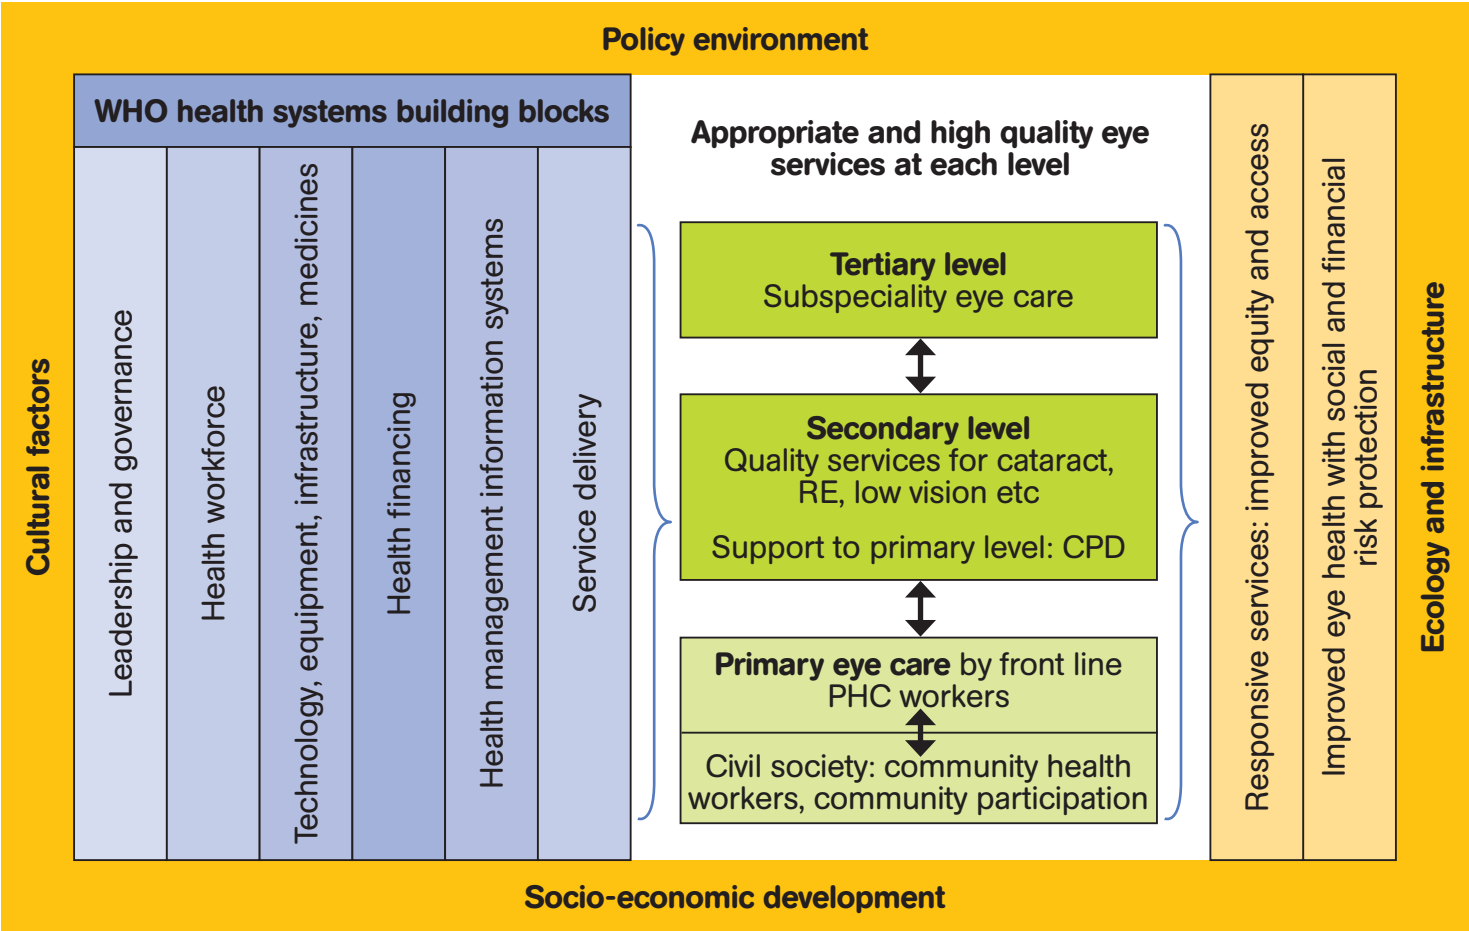 Policy environment
Cultural factors
WHO health systems building blocks
Leadership and governance
Health workforce
Technology, equipment, infrastructure, medicines
Health financing
Health management information systems
Service delivery
Appropriate and high quality eye
services at each level
Tertiary level
Subspeciality eye care
Secondary level
Quality services for cataract,
RE, low vision etc
Support to primary level: CPD
Primary eye care by front line
PHC workers
Civil society: community health
workers, community participation
Responsive services: improved equity and access
Improved eye health with social and financial
risk protection
Ecology and infrastructure
Socio-economic development